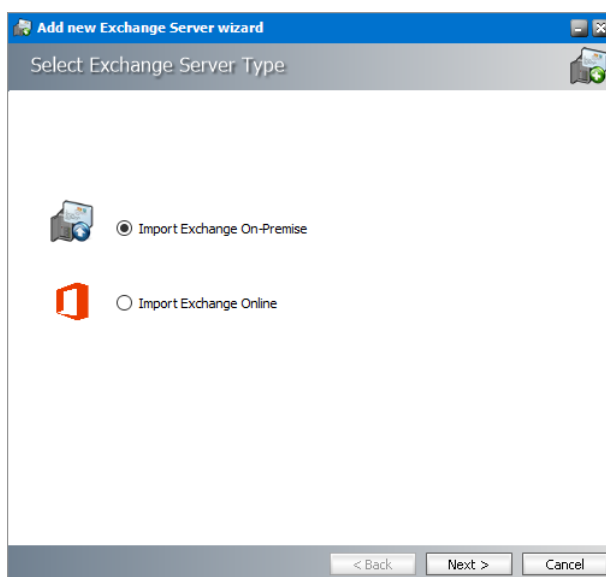 Add new Exchange Server wizard
Select Exchange Server Type
Import Exchange On-Premise
Import Exchange Online
< Back Next > Cancel